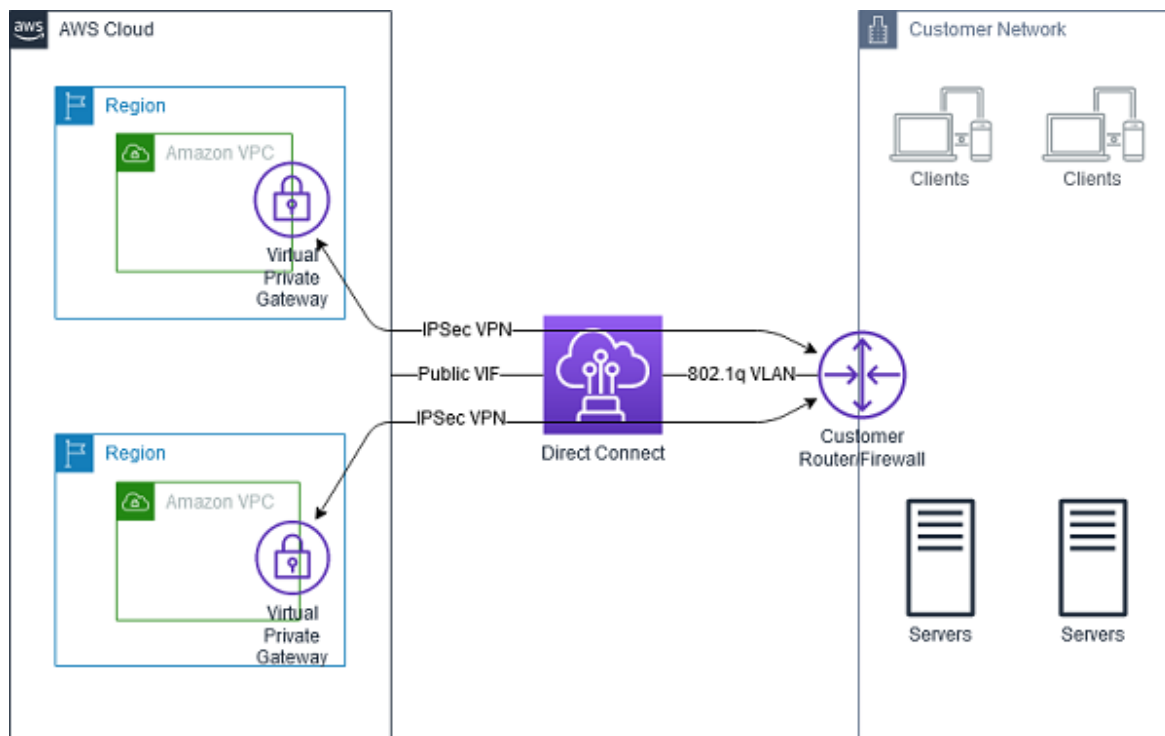 aws
AWS Cloud
Customer Network
Region
Amazon VPC
Virtual
Private
Gateway
Clients
Clients
IPSec VPN
Public VIF
802.1q VLAN
IPSec VPN
Direct Connect
Customer
Router/Firewall
Region
Amazon VPC
Virtual
Private
Gateway
Servers
Servers